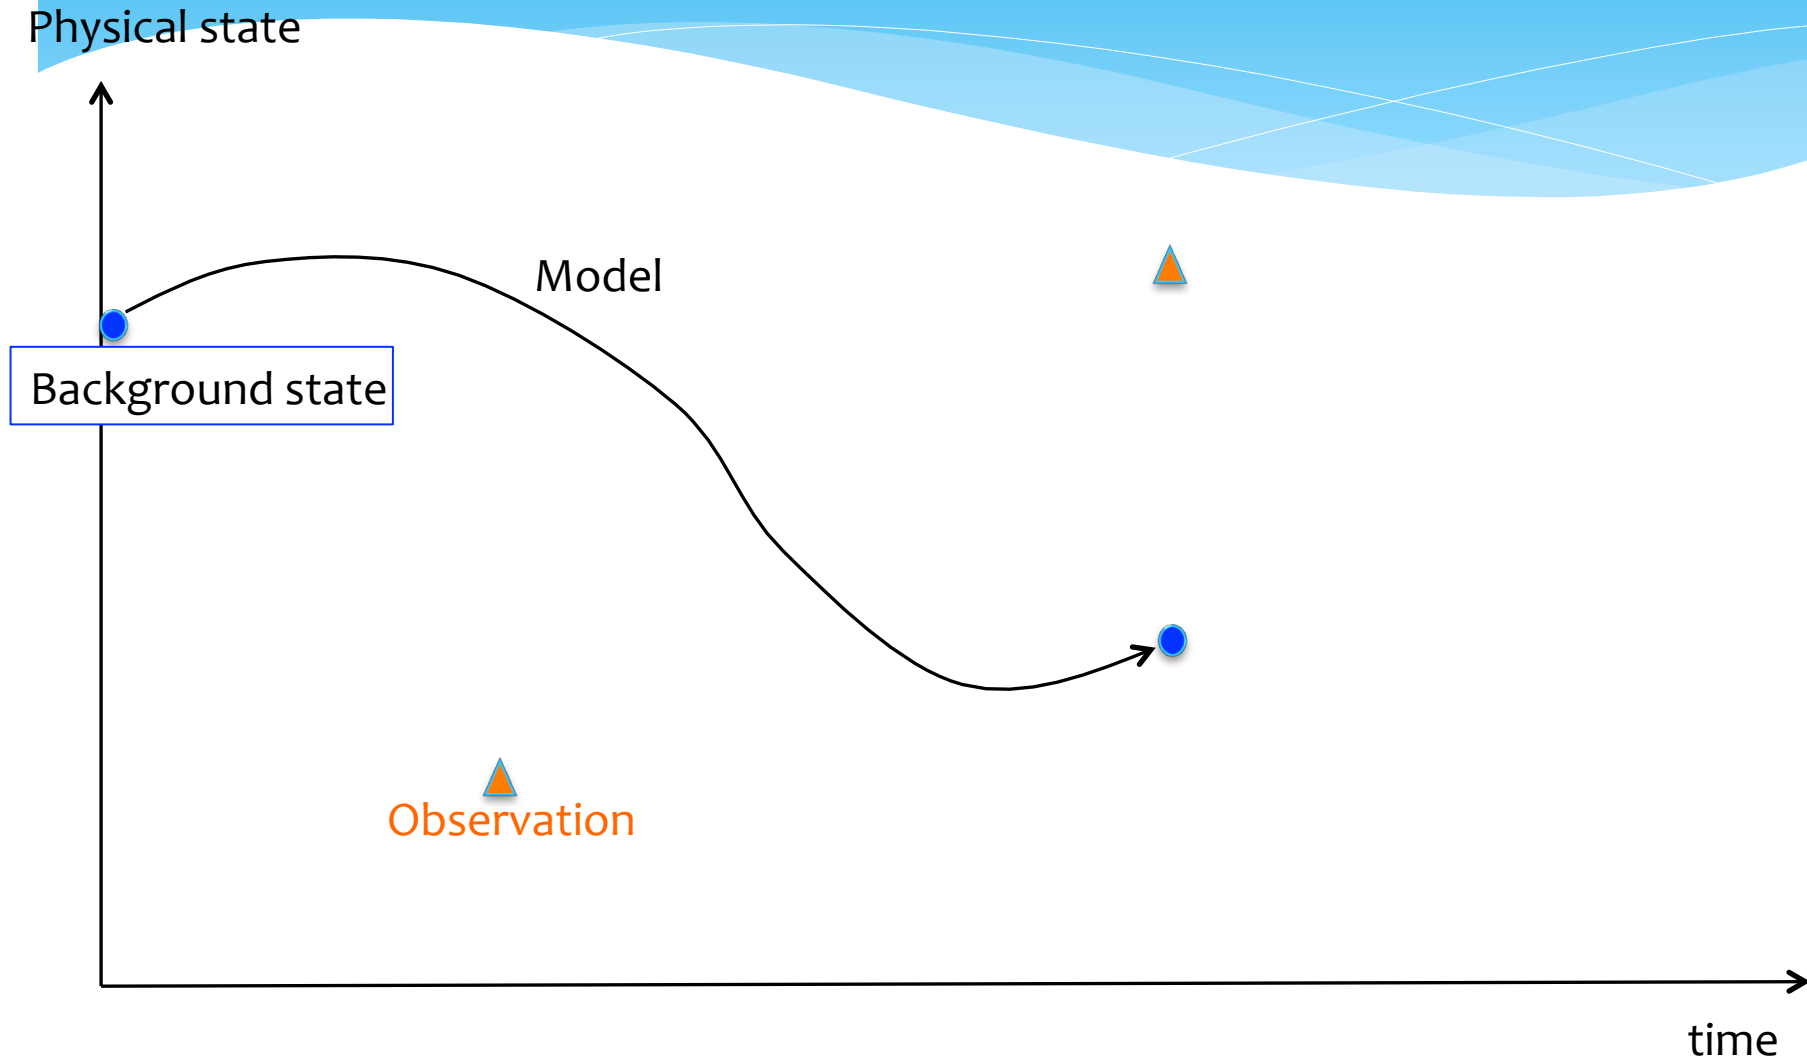 Physical state
Model
Background state
Observation
time